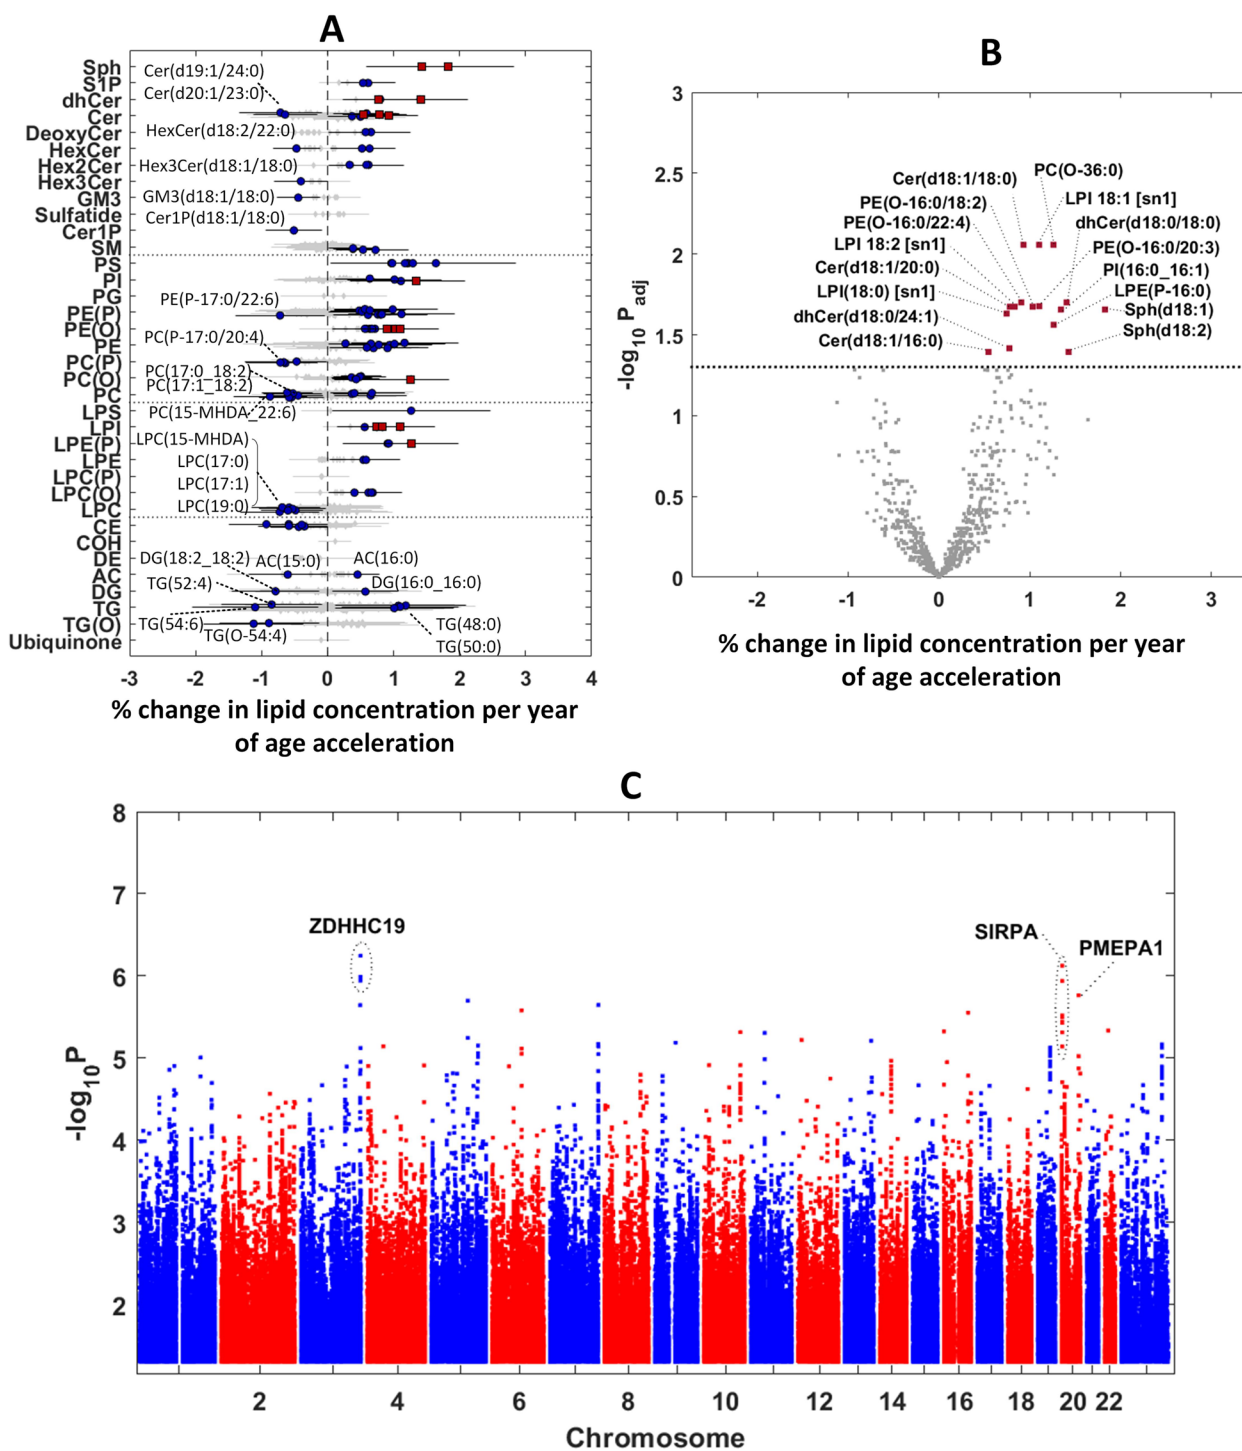 A
Sph
S1P
dhCer
Cer
DeoxyCer
HexCer
Hex2Cer
Hex3Cer
GM3
Sulfatide
Cer1P
SM
PS
PI
PG
PE(P)
PE(O)
PE
PC(P)
PC(O)
PC
LPS
LPI
LPE(P)
LPE
LPC(P)
LPC(O)
LPC
CE
COH
DE
AC
DG
TG
TG(O)
Ubiquinone
Cer(d19:1/24:0)
Cer(d20:1/23:0)
HexCer(d18:2/22:0)
Hex3Cer(d18:1/18:0)
GM3(d18:1/18:0)
Cer1P(d18:1/18:0)
PE(P-17:0/22:6)
PC(P-17:0/20:4)
PC(17:0_18:2)
PC(17:1_18:2)
PC(15-MHDA_22:6)
LPC(15-MHDA)
LPC(17:0)
LPC(17:1)
LPC(19:0)
DG(18:2_18:2)
AC(15:0)
AC(16:0)
TG(52:4)
DG(16:0_16:0)
TG(54:6)
TG(O-54:4)
TG(48:0)
TG(50:0)
-3 -2 -1 0 1 2 3 4
% change in lipid concentration per year
of age acceleration
B
3
2.5
2
1.5
1
0.5
0
-log10 Padj
PC(O-36:0)
Cer(d18:1/18:0)
LPI 18:1 [sn1]
PE(O-16:0/18:2)
PE(O-16:0/22:4)
dhCer(d18:0/18:0)
LPI 18:2 [sn1]
PE(O-16:0/20:3)
Cer(d18:1/20:0)
PI(16:0_16:1)
LPI(18:0) [sn1]
LPE(P-16:0)
dhCer(d18:0/24:1)
Sph(d18:1)
Cer(d18:1/16:0)
Sph(d18:2)
-2 -1 0 1 2 3
% change in lipid concentration per year
of age acceleration
C
8
7
6
5
4
3
2
-log10P
ZDHHC19
SIRPA
PMEPA1
2 4 6 8 10 12 14 16 18 20 22
Chromosome